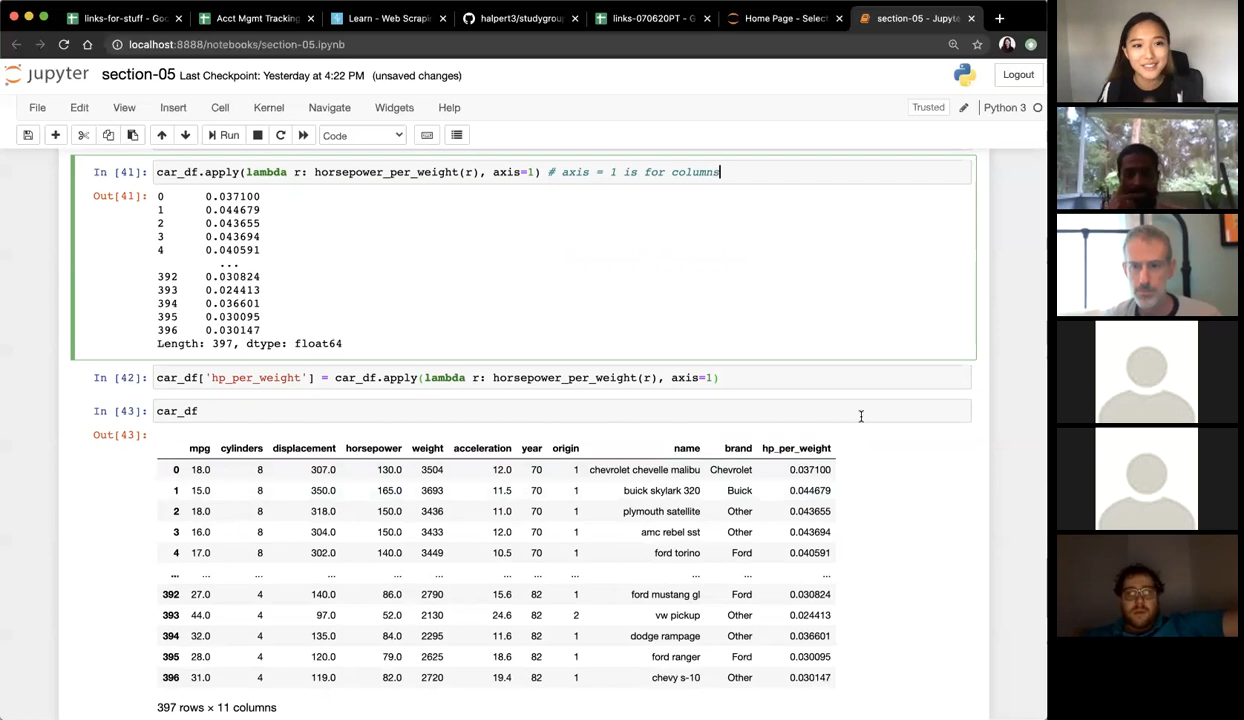 links-for-stuff - Goo
Acct Mgmt Tracking
Learn - Web Scrapi
halpert3/studygrou
links-070620PT - G
Home Page - Select
section-05 - Jupyte
localhost:8888/notebooks/section-05.ipynb
jupyter section-05 Last Checkpoint: Yesterday at 4:22 PM (unsaved changes)
Logout
File Edit View Insert Cell Kernel Navigate Widgets Help
Trusted
Python 3
Run
Code
In [41]: car_df.apply(lambda r: horsepower_per_weight(r), axis=1) # axis = 1 is for columns
Out[41]: 0 0.037100
1 0.044679
2 0.043655
3 0.043694
4 0.040591
...
392 0.030824
393 0.024413
394 0.036601
395 0.030095
396 0.030147
Length: 397, dtype: float64
In [42]: car_df['hp_per_weight'] = car_df.apply(lambda r: horsepower_per_weight(r), axis=1)
In [43]: car_df
Out[43]:
mpg cylinders displacement horsepower weight acceleration year origin name brand hp_per_weight
0 18.0 8 307.0 130.0 3504 12.0 70 1 chevrolet chevelle malibu Chevrolet 0.037100
1 15.0 8 350.0 165.0 3693 11.5 70 1 buick skylark 320 Buick 0.044679
2 18.0 8 318.0 150.0 3436 11.0 70 1 plymouth satellite Other 0.043655
3 16.0 8 304.0 150.0 3433 12.0 70 1 amc rebel sst Other 0.043694
4 17.0 8 302.0 140.0 3449 10.5 70 1 ford torino Ford 0.040591
... ... ... ... ... ... ... ... ... ... ... ...
392 27.0 4 140.0 86.0 2790 15.6 82 1 ford mustang gl Ford 0.030824
393 44.0 4 97.0 52.0 2130 24.6 82 2 vw pickup Other 0.024413
394 32.0 4 135.0 84.0 2295 11.6 82 1 dodge rampage Other 0.036601
395 28.0 4 120.0 79.0 2625 18.6 82 1 ford ranger Ford 0.030095
396 31.0 4 119.0 82.0 2720 19.4 82 1 chevy s-10 Other 0.030147
397 rows × 11 columns